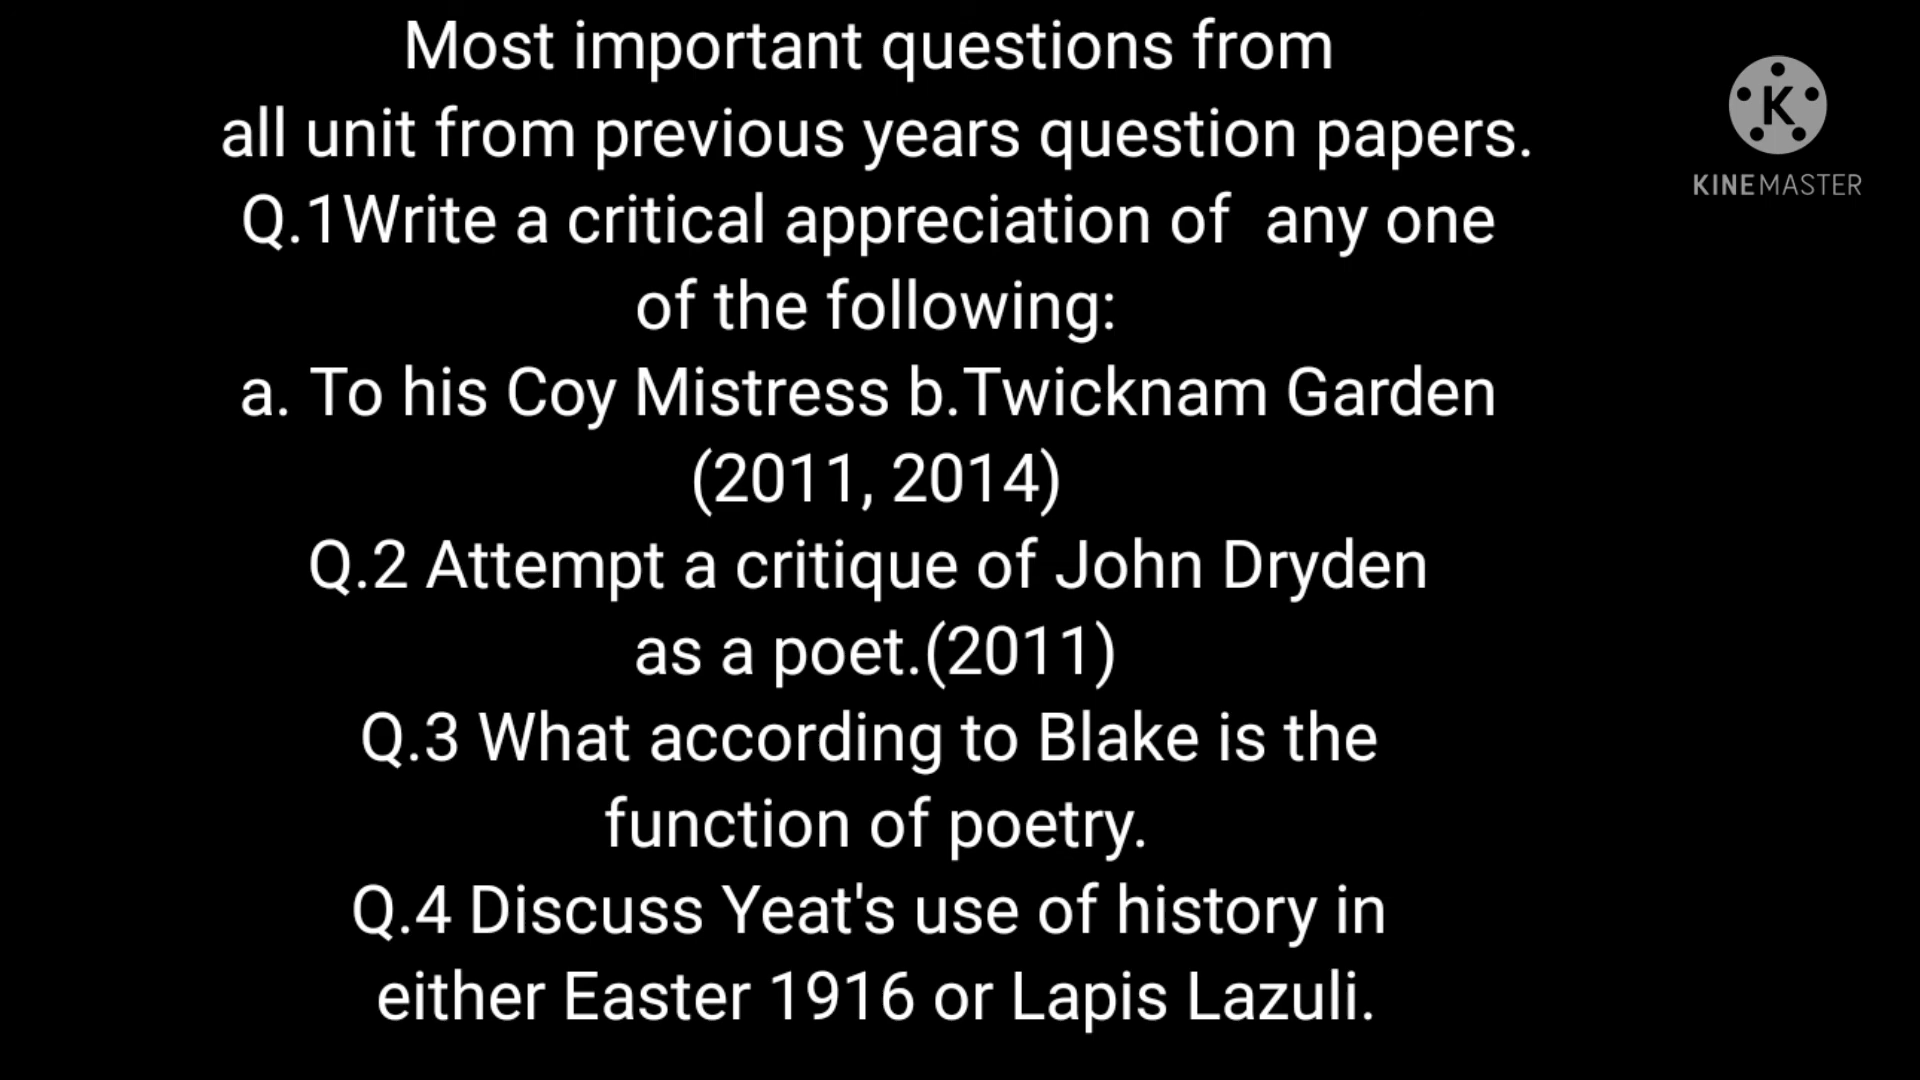 Most important questions from
all unit from previous years question papers.
Q.1Write a critical appreciation of  any one
of the following:
a. To his Coy Mistress b.Twicknam Garden
(2011, 2014)
Q.2 Attempt a critique of John Dryden
as a poet.(2011)
Q.3 What according to Blake is the
function of poetry.
Q.4 Discuss Yeat's use of history in
either Easter 1916 or Lapis Lazuli.
K
KINEMASTER